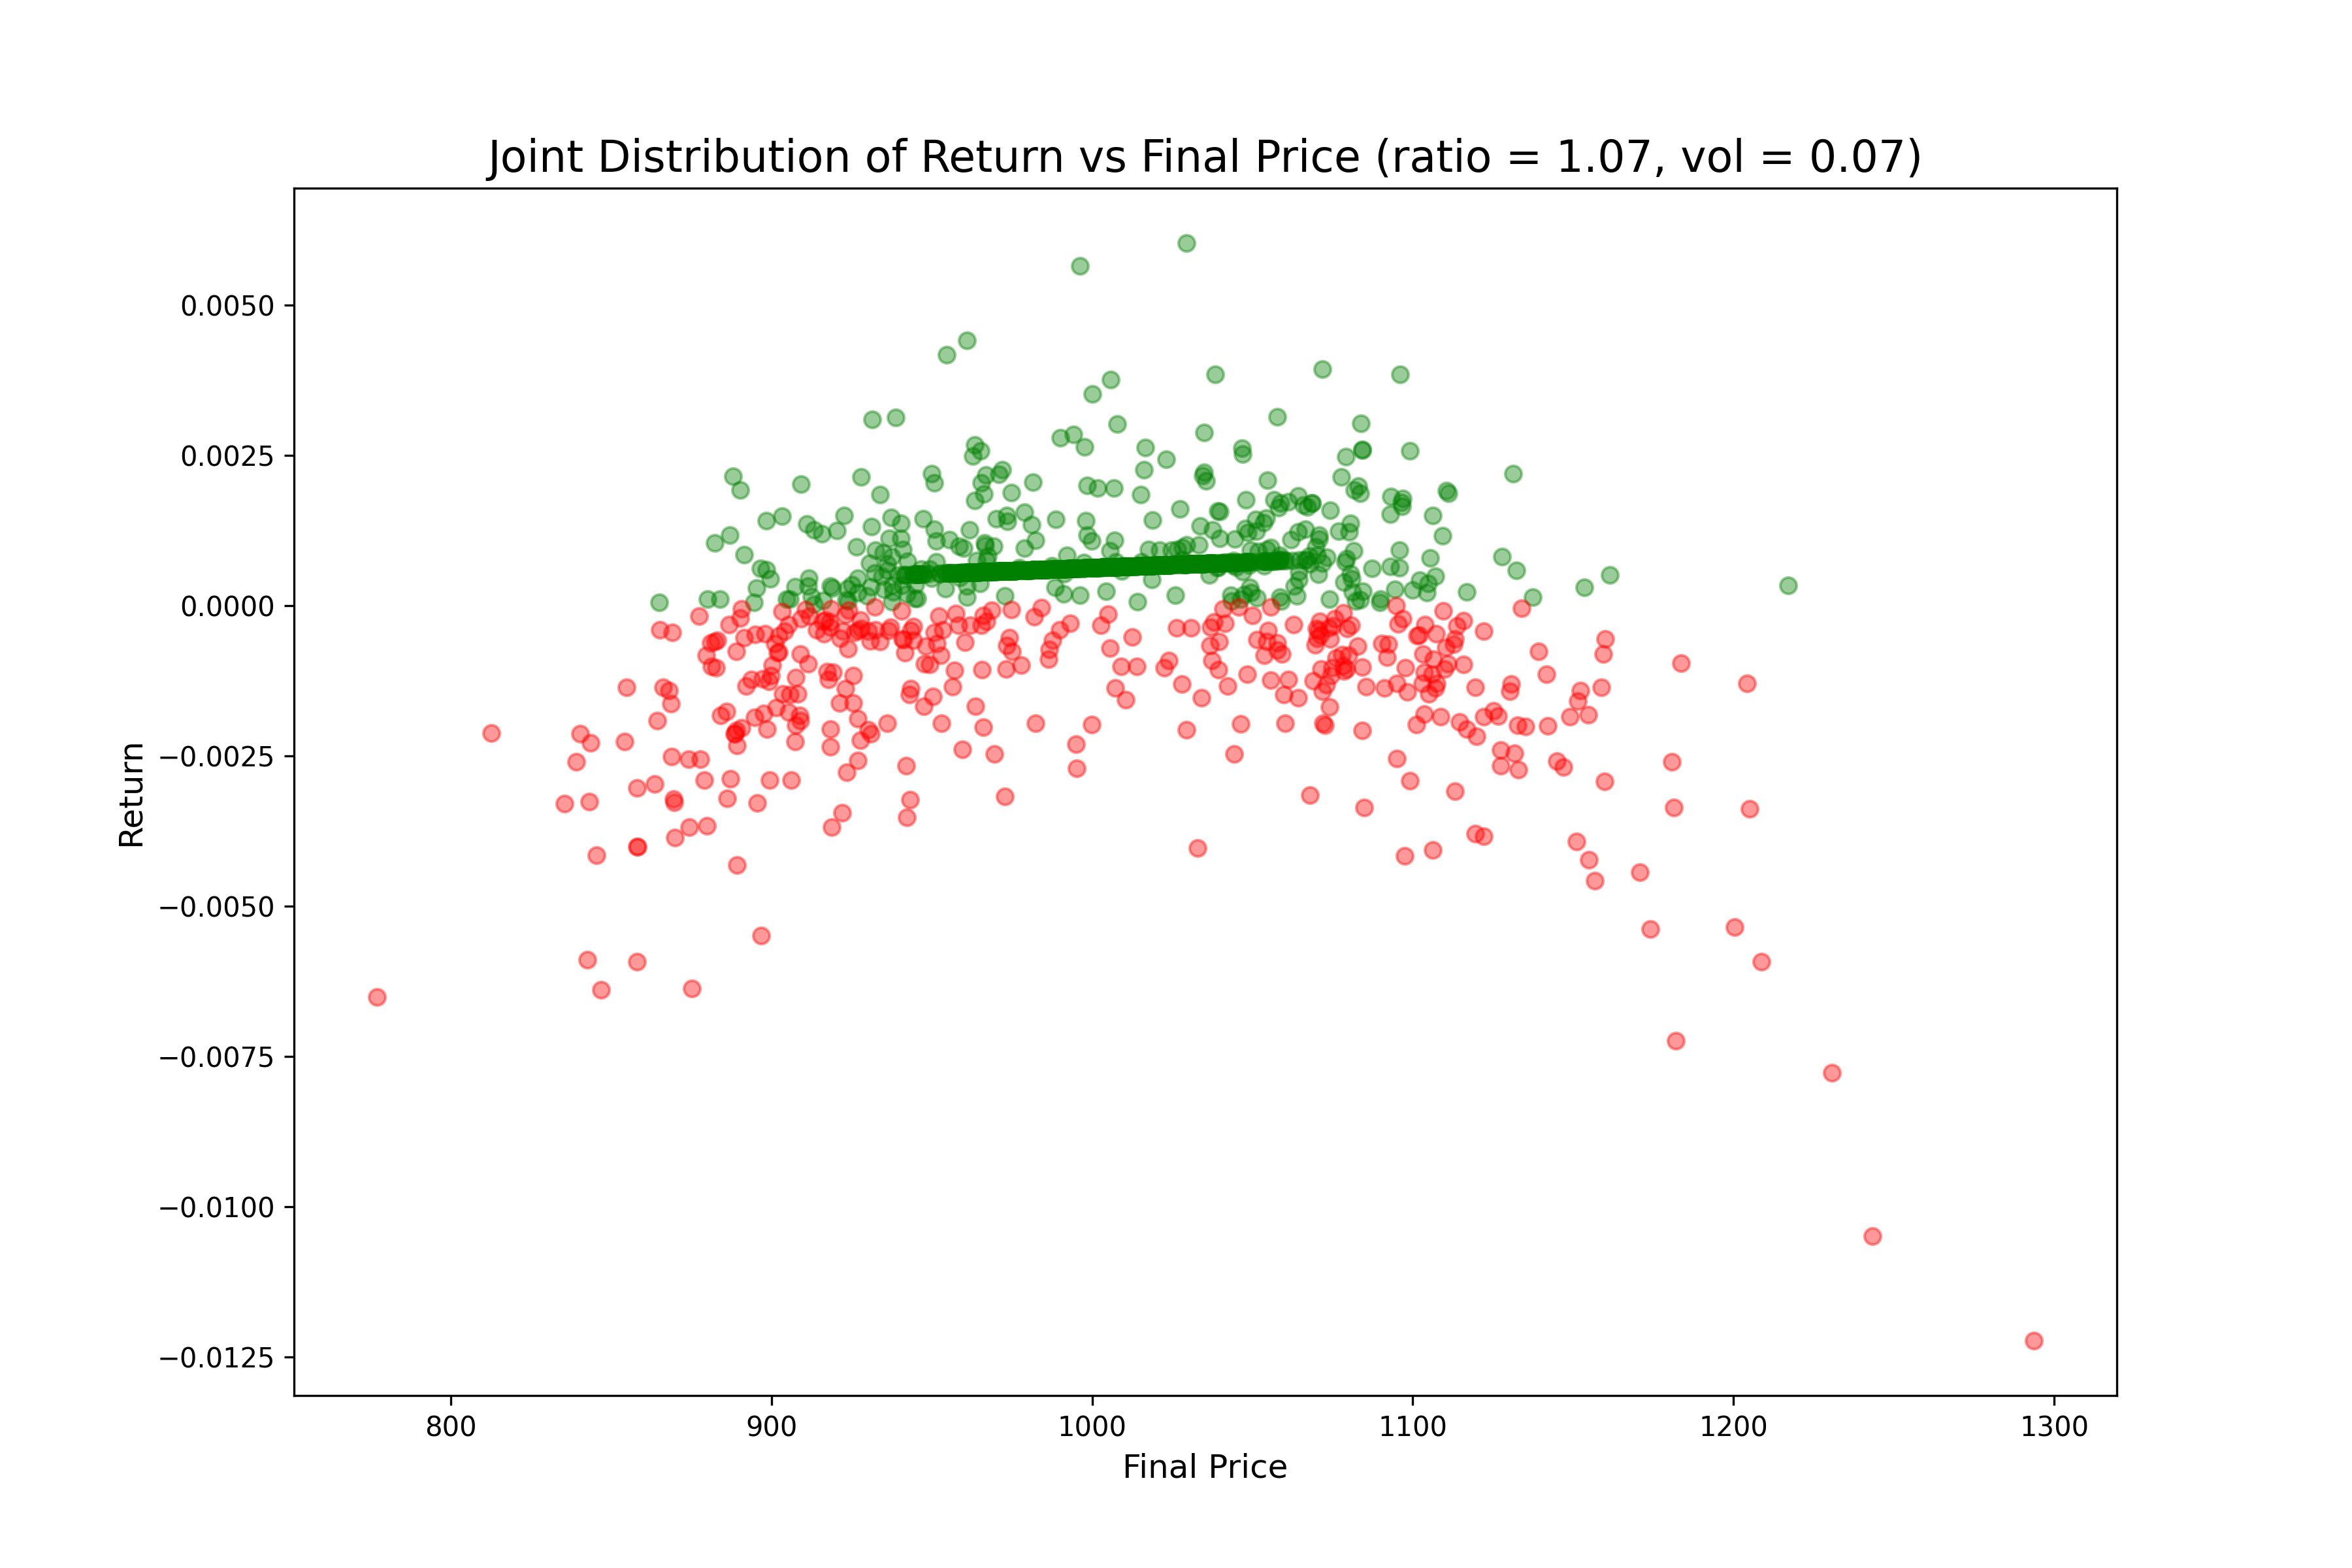 Joint Distribution of Return vs Final Price (ratio = 1.07, vol = 0.07)
0.0050
0.0025
0.0000
−0.0025
−0.0050
−0.0075
−0.0100
−0.0125
Return
800 900 1000 1100 1200 1300
Final Price